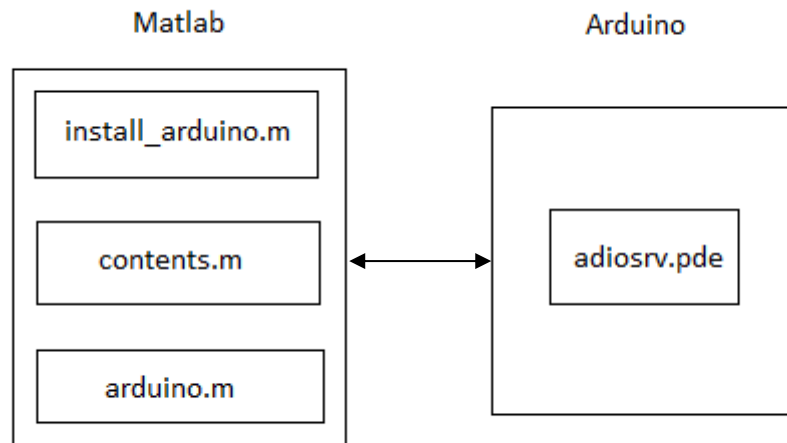 Matlab
Arduino
install_arduino.m
contents.m
adiosrv.pde
arduino.m